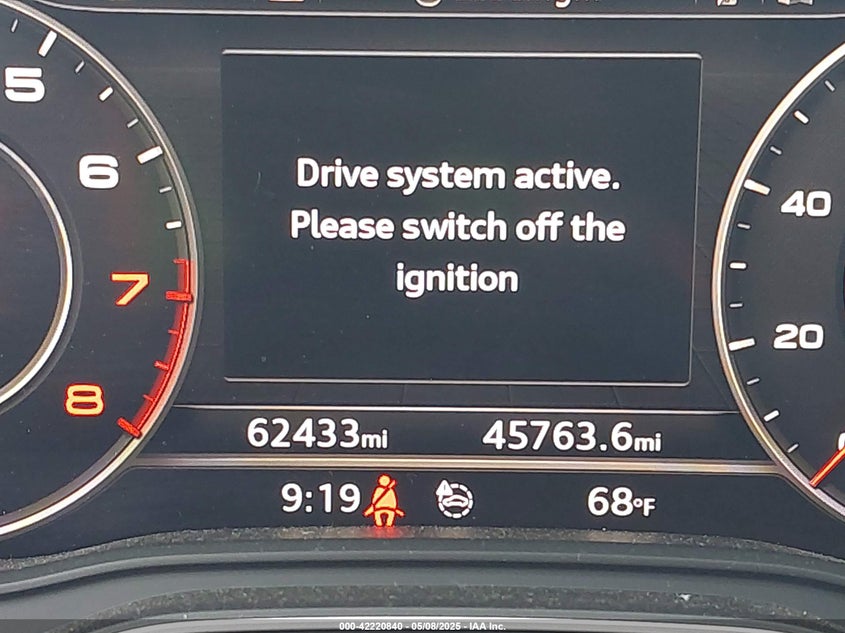 5
6
7
8
Drive system active.
Please switch off the
ignition
40
20
62433mi
45763.6mi
9:19
68°F
000-42220840 - 05/08/2025 - IAA Inc.